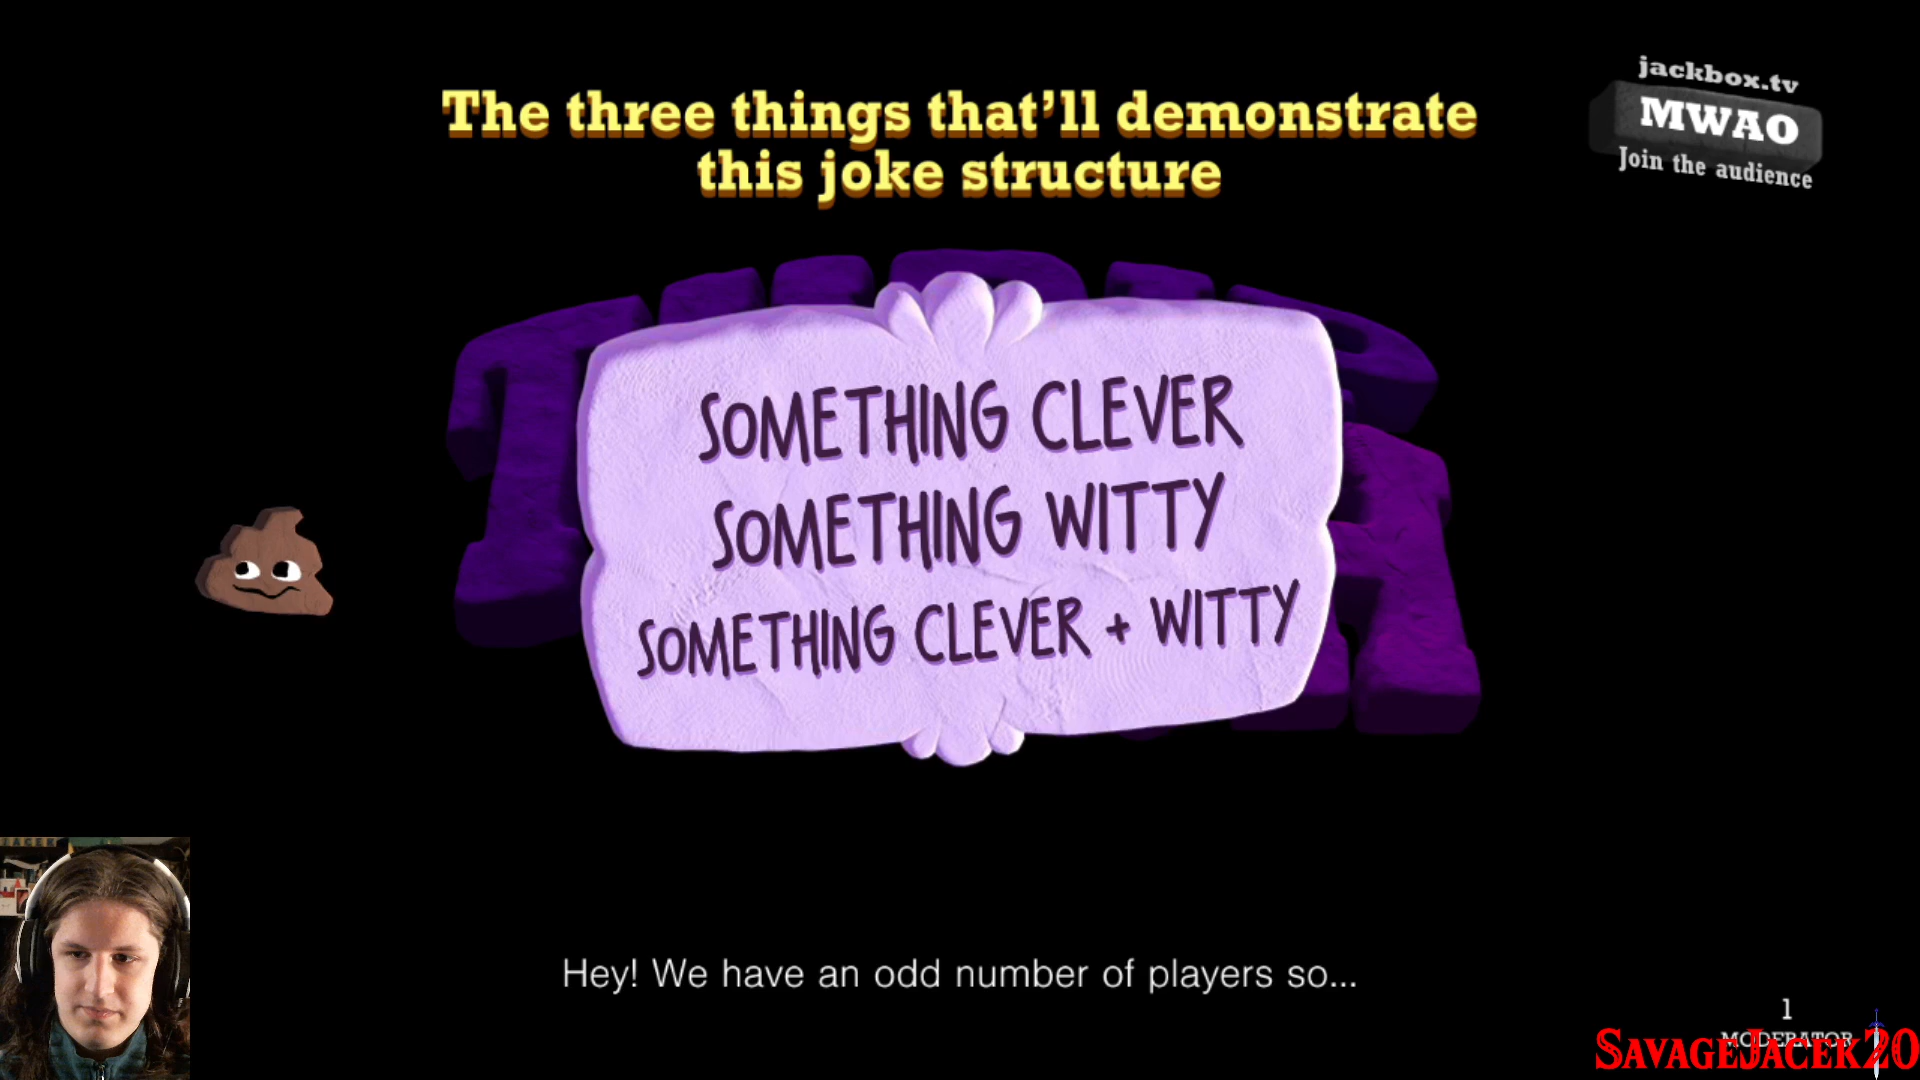 The three things that'll demonstrate
this joke structure
jackbox.tv
MWAO
Join the audience
SOMETHING CLEVER
SOMETHING WITTY
SOMETHING CLEVER + WITTY
Hey! We have an odd number of players so...
1
MODERATOR
SAVAGEJACEK20